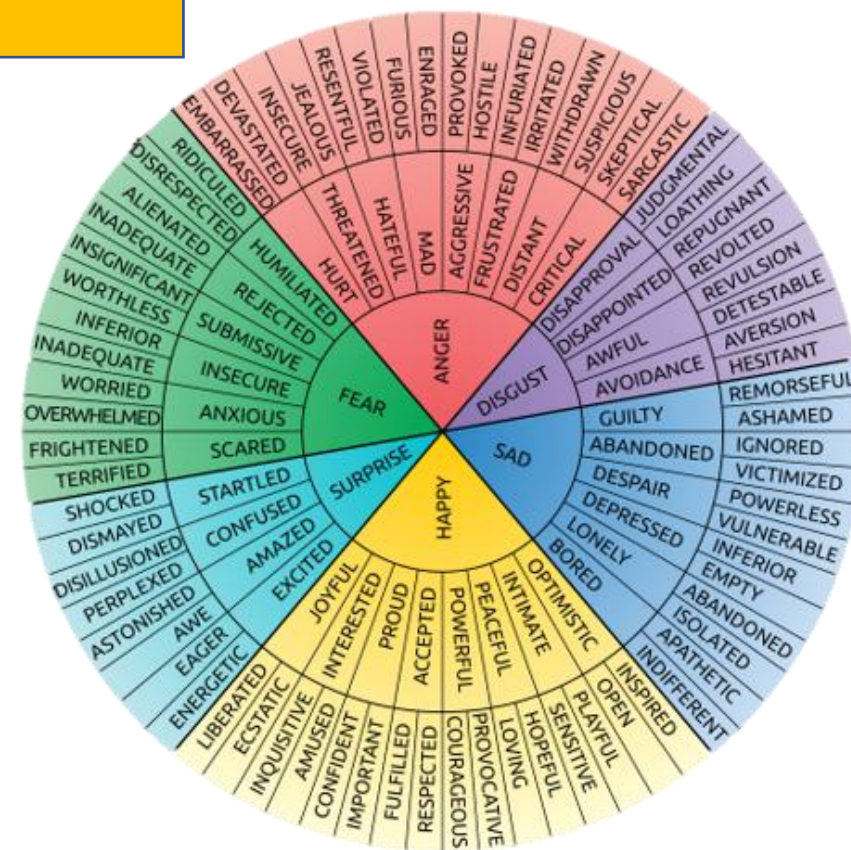 ANGER
HURT
THREATENED
HATEFUL
MAD
AGGRESSIVE
FRUSTRATED
DISTANT
CRITICAL
EMBARRASSED
DEVASTATED
INSECURE
JEALOUS
RESENTFUL
VIOLATED
FURIOUS
ENRAGED
PROVOKED
HOSTILE
INFURIATED
IRRITATED
WITHDRAWN
SUSPICIOUS
SKEPTICAL
SARCASTIC
DISGUST
DISAPPROVAL
DISAPPOINTED
AWFUL
AVOIDANCE
JUDGMENTAL
LOATHING
REPUGNANT
REVOLTED
REVULSION
DETESTABLE
AVERSION
HESITANT
SAD
GUILTY
ABANDONED
DESPAIR
DEPRESSED
LONELY
BORED
REMORSEFUL
ASHAMED
IGNORED
VICTIMIZED
POWERLESS
VULNERABLE
INFERIOR
EMPTY
ABANDONED
ISOLATED
APATHETIC
INDIFFERENT
HAPPY
OPTIMISTIC
INTIMATE
PEACEFUL
POWERFUL
ACCEPTED
PROUD
INTERESTED
JOYFUL
INSPIRED
OPEN
PLAYFUL
SENSITIVE
HOPEFUL
LOVING
PROVOCATIVE
COURAGEOUS
RESPECTED
FULFILLED
IMPORTANT
CONFIDENT
AMUSED
INQUISITIVE
ECSTATIC
LIBERATED
SURPRISE
EXCITED
AMAZED
CONFUSED
STARTLED
ENERGETIC
EAGER
AWE
ASTONISHED
PERPLEXED
DISILLUSIONED
DISMAYED
SHOCKED
FEAR
SCARED
ANXIOUS
INSECURE
SUBMISSIVE
REJECTED
HUMILIATED
TERRIFIED
FRIGHTENED
OVERWHELMED
WORRIED
INADEQUATE
INFERIOR
WORTHLESS
INSIGNIFICANT
INADEQUATE
ALIENATED
DISRESPECTED
RIDICULED